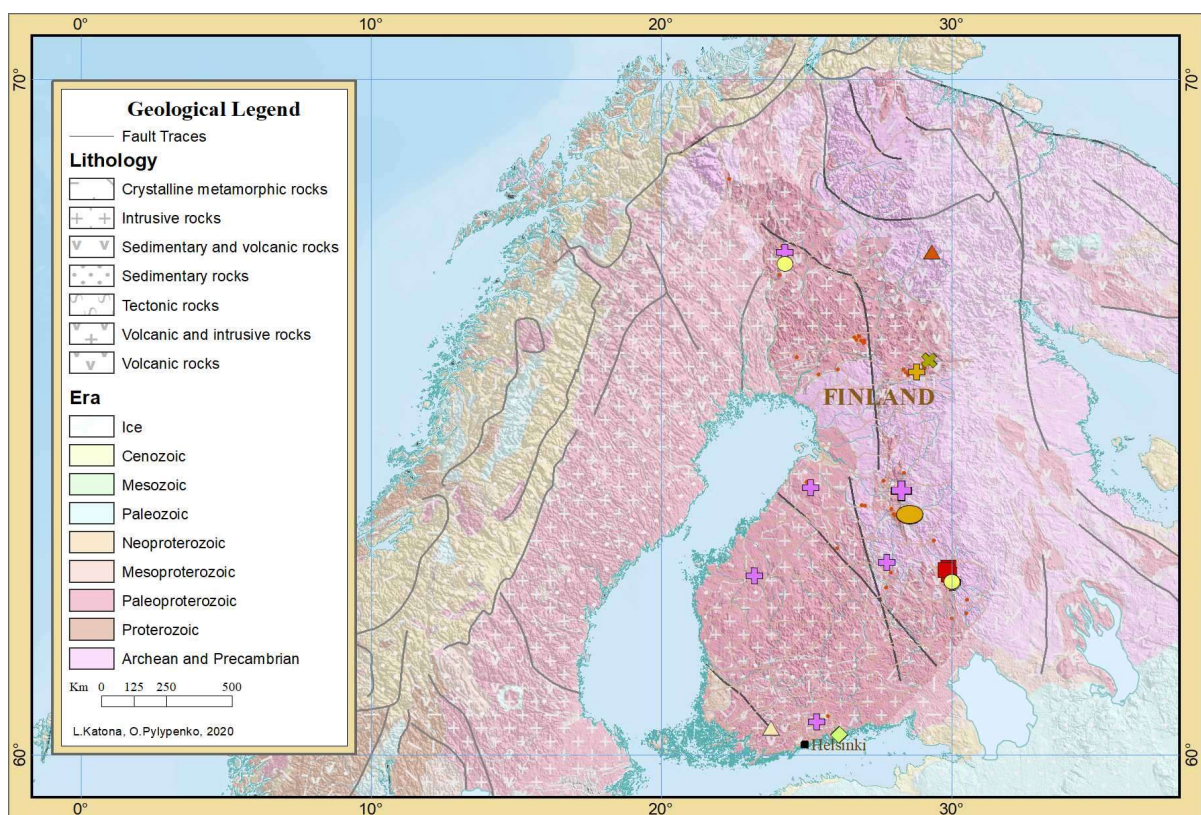 0° 10° 20° 30°
70° 70°
Geological Legend
Fault Traces
Lithology
Crystalline metamorphic rocks
Intrusive rocks
Sedimentary and volcanic rocks
Sedimentary rocks
Tectonic rocks
Volcanic and intrusive rocks
Volcanic rocks
Era
Ice
Cenozoic
Mesozoic
Paleozoic
Neoproterozoic
Mesoproterozoic
Paleoproterozoic
Proterozoic
Archean and Precambrian
Km 0 125 250 500
L.Katona, O.Pylypenko, 2020
FINLAND
Helsinki
60° 60°
0° 10° 20° 30°